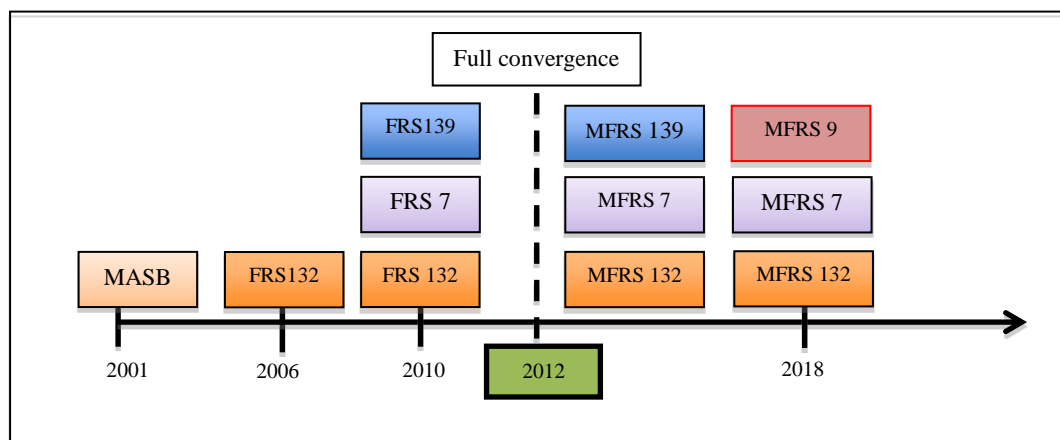 Full convergence
FRS139
MFRS 139
MFRS 9
FRS 7
MFRS 7
MFRS 7
MASB
FRS132
FRS 132
MFRS 132
MFRS 132
2001
2006
2010
2012
2018